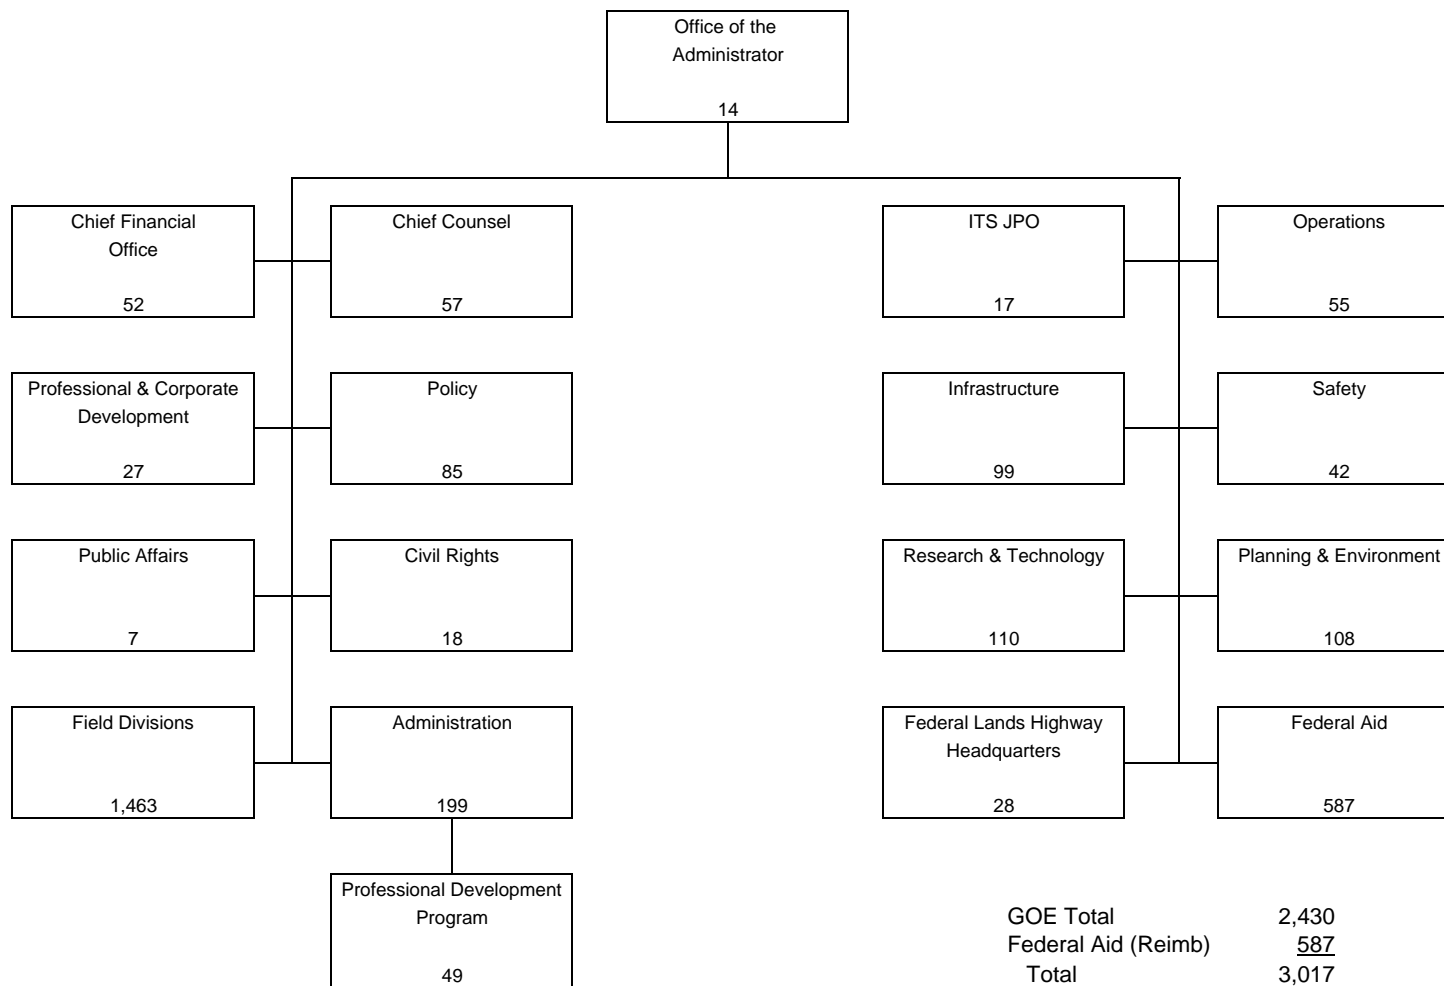 Office of the
Administrator
14
Chief Financial
Office
52
Chief Counsel
57
ITS JPO
17
Operations
55
Professional & Corporate
Development
27
Policy
85
Infrastructure
99
Safety
42
Public Affairs
7
Civil Rights
18
Research & Technology
110
Planning & Environment
108
Field Divisions
1,463
Administration
199
Federal Lands Highway
Headquarters
28
Federal Aid
587
Professional Development
Program
49
GOE Total 2,430
Federal Aid (Reimb) 587
Total 3,017